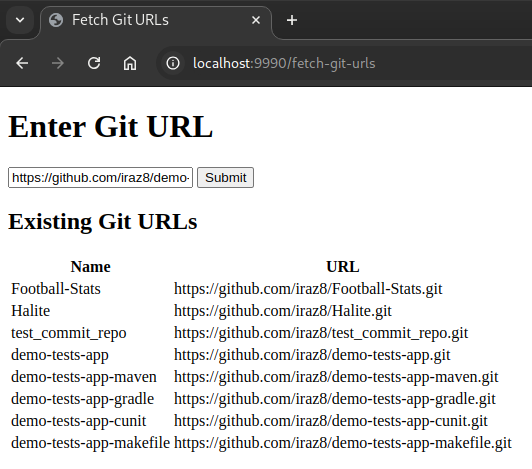 Fetch Git URLs
localhost:9990/fetch-git-urls
Enter Git URL
https://github.com/iraz8/demo- Submit
Existing Git URLs
Name URL
Football-Stats https://github.com/iraz8/Football-Stats.git
Halite https://github.com/iraz8/Halite.git
test_commit_repo https://github.com/iraz8/test_commit_repo.git
demo-tests-app https://github.com/iraz8/demo-tests-app.git
demo-tests-app-maven https://github.com/iraz8/demo-tests-app-maven.git
demo-tests-app-gradle https://github.com/iraz8/demo-tests-app-gradle.git
demo-tests-app-cunit https://github.com/iraz8/demo-tests-app-cunit.git
demo-tests-app-makefile https://github.com/iraz8/demo-tests-app-makefile.git